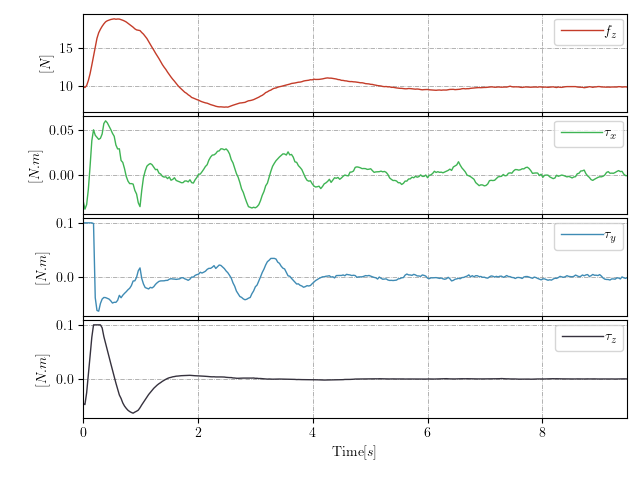 [N]
15
10
f_z
[N.m]
0.05
0.00
τ_x
[N.m]
0.1
0.0
τ_y
[N.m]
0.1
0.0
τ_z
0 2 4 6 8
Time[s]